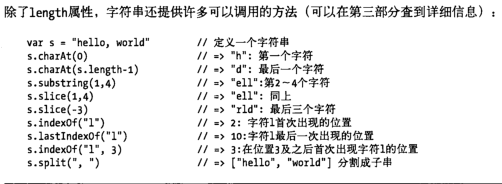 除了length属性，字符串还提供许多可以调用的方法（可以在第三部分查到详细信息）：
var s = "hello, world" // 定义一个字符串
s.charAt(0) // => "h": 第一个字符
s.charAt(s.length-1) // => "d": 最后一个字符
s.substring(1,4) // => "ell":第2~4个字符
s.slice(1,4) // => "ell": 同上
s.slice(-3) // => "rld": 最后三个字符
s.indexOf("l") // => 2: 字符l首次出现的位置
s.lastIndexOf("l") // => 10:字符l最后一次出现的位置
s.indexOf("l", 3) // => 3:在位置3及之后首次出现字符l的位置
s.split(", ") // => ["hello", "world"] 分割成子串